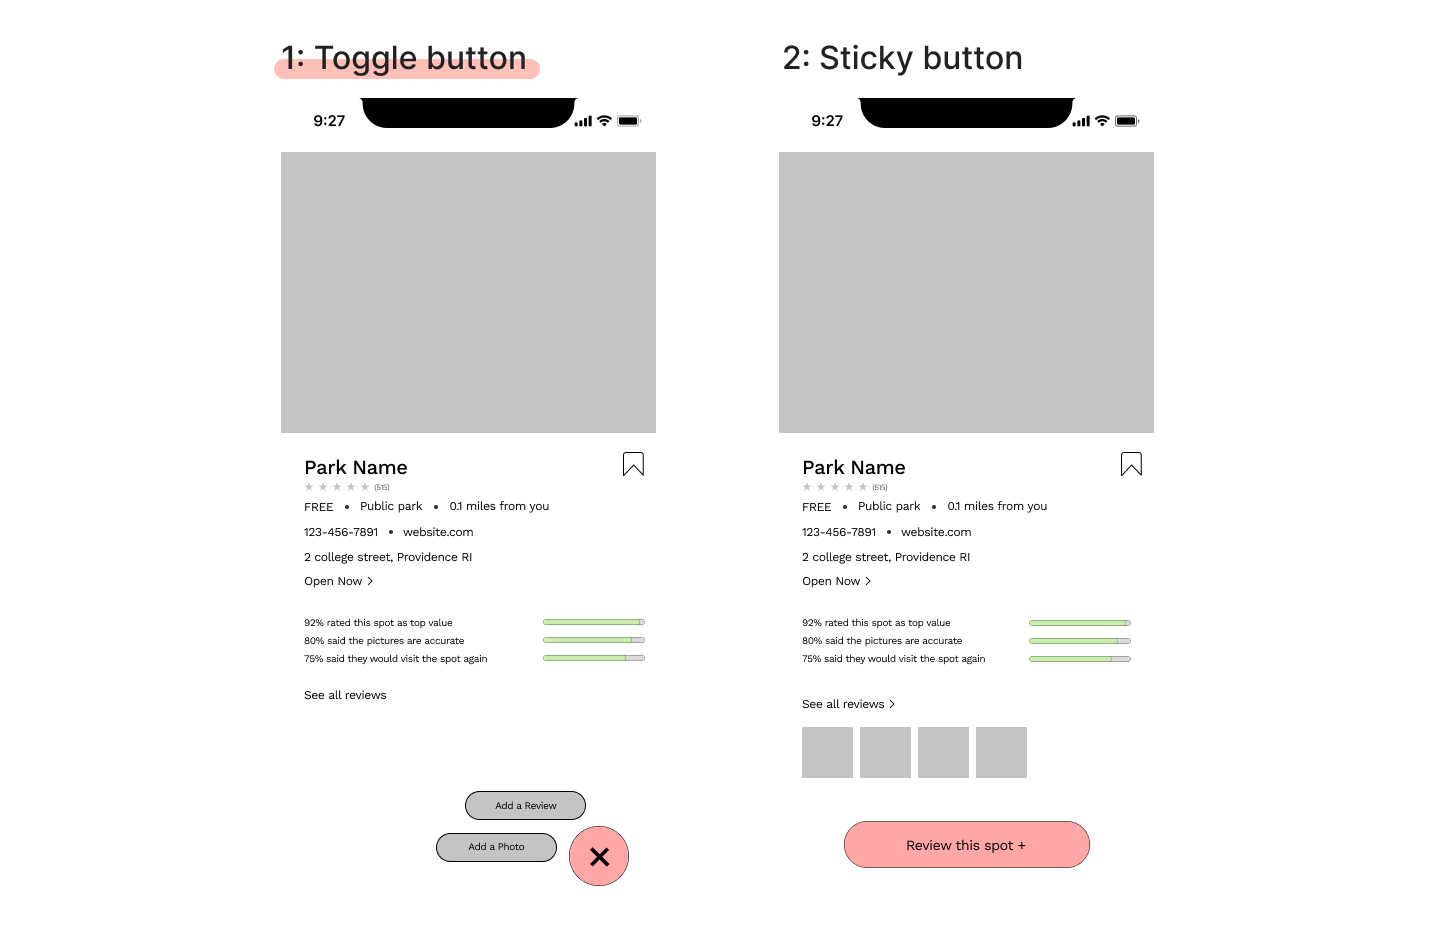 1: Toggle button
9:27
Park Name
(515)
FREE • Public park • 0.1 miles from you
123-456-7891 • website.com
2 college street, Providence RI
Open Now >
92% rated this spot as top value
80% said the pictures are accurate
75% said they would visit the spot again
See all reviews
Add a Review
Add a Photo
2: Sticky button
9:27
Park Name
(515)
FREE • Public park • 0.1 miles from you
123-456-7891 • website.com
2 college street, Providence RI
Open Now >
92% rated this spot as top value
80% said the pictures are accurate
75% said they would visit the spot again
See all reviews >
Review this spot +